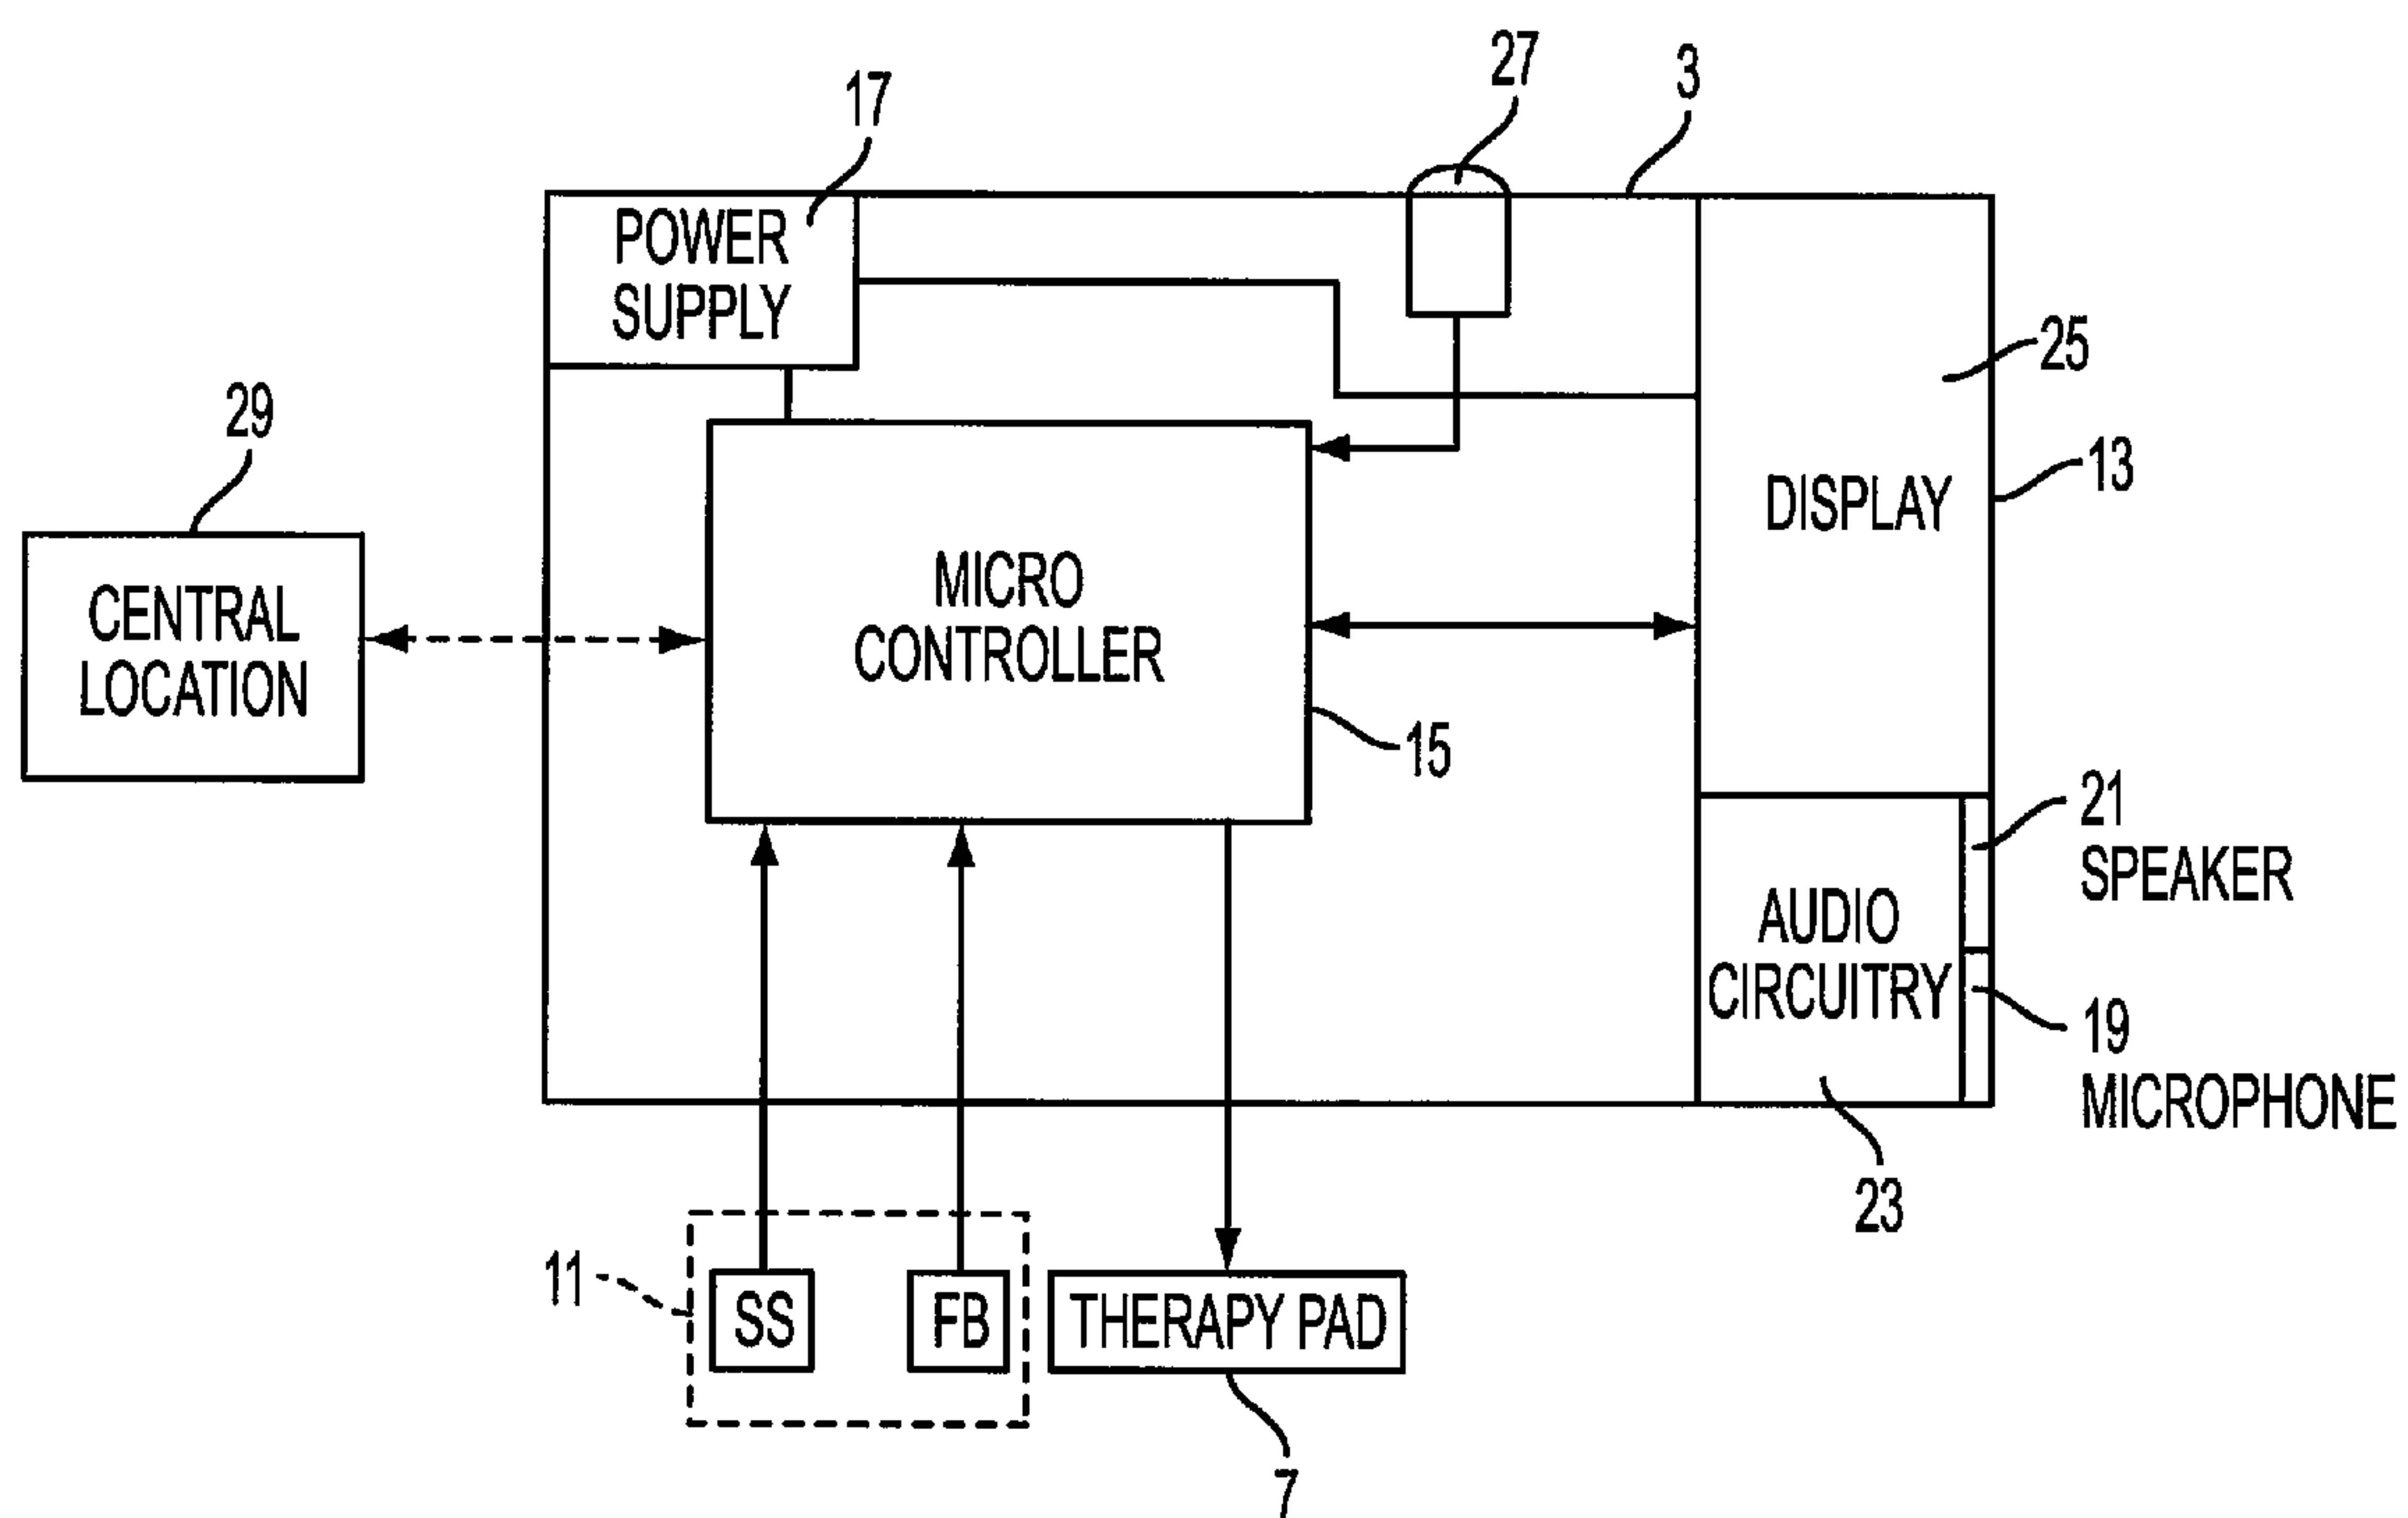 27
3
17
POWER
SUPPLY
25
29
13
DISPLAY
MICRO
CONTROLLER
CENTRAL
LOCATION
15
21
SPEAKER
AUDIO
CIRCUITRY
19
MICROPHONE
23
11
SS
FB
THERAPY PAD
7